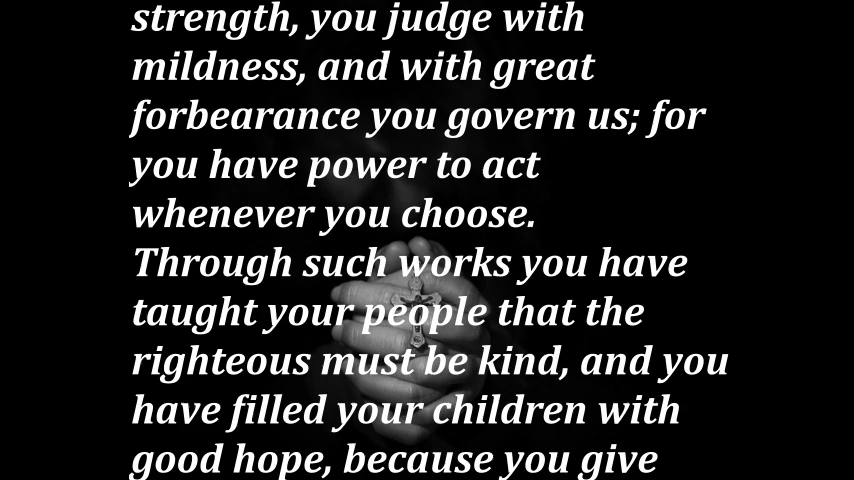 strength, you judge with
mildness, and with great
forbearance you govern us; for
you have power to act
whenever you choose.
Through such works you have
taught your people that the
righteous must be kind, and you
have filled your children with
good hope, because you give